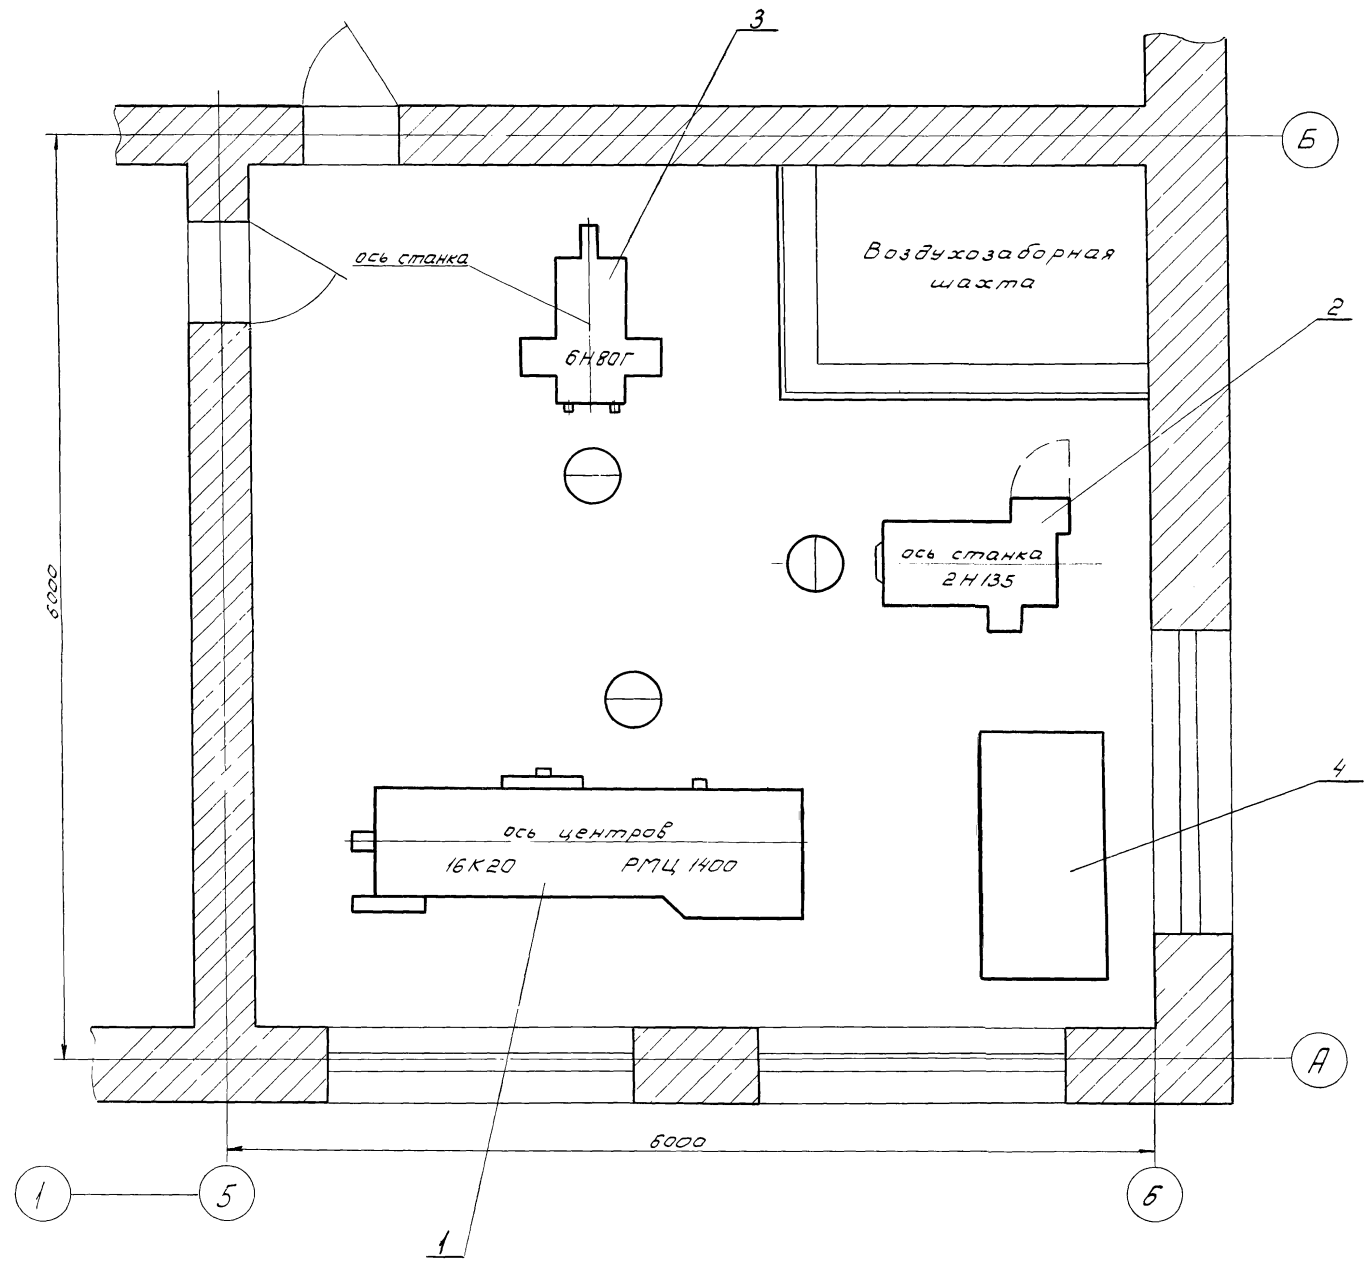 3
Б
Воздухозаборная
шахта
ось станка
2
6Н80Г
ось станка
2Н135
6000
4
ось центров
16К20 РМЦ 1400
А
6000
1
5
6
1